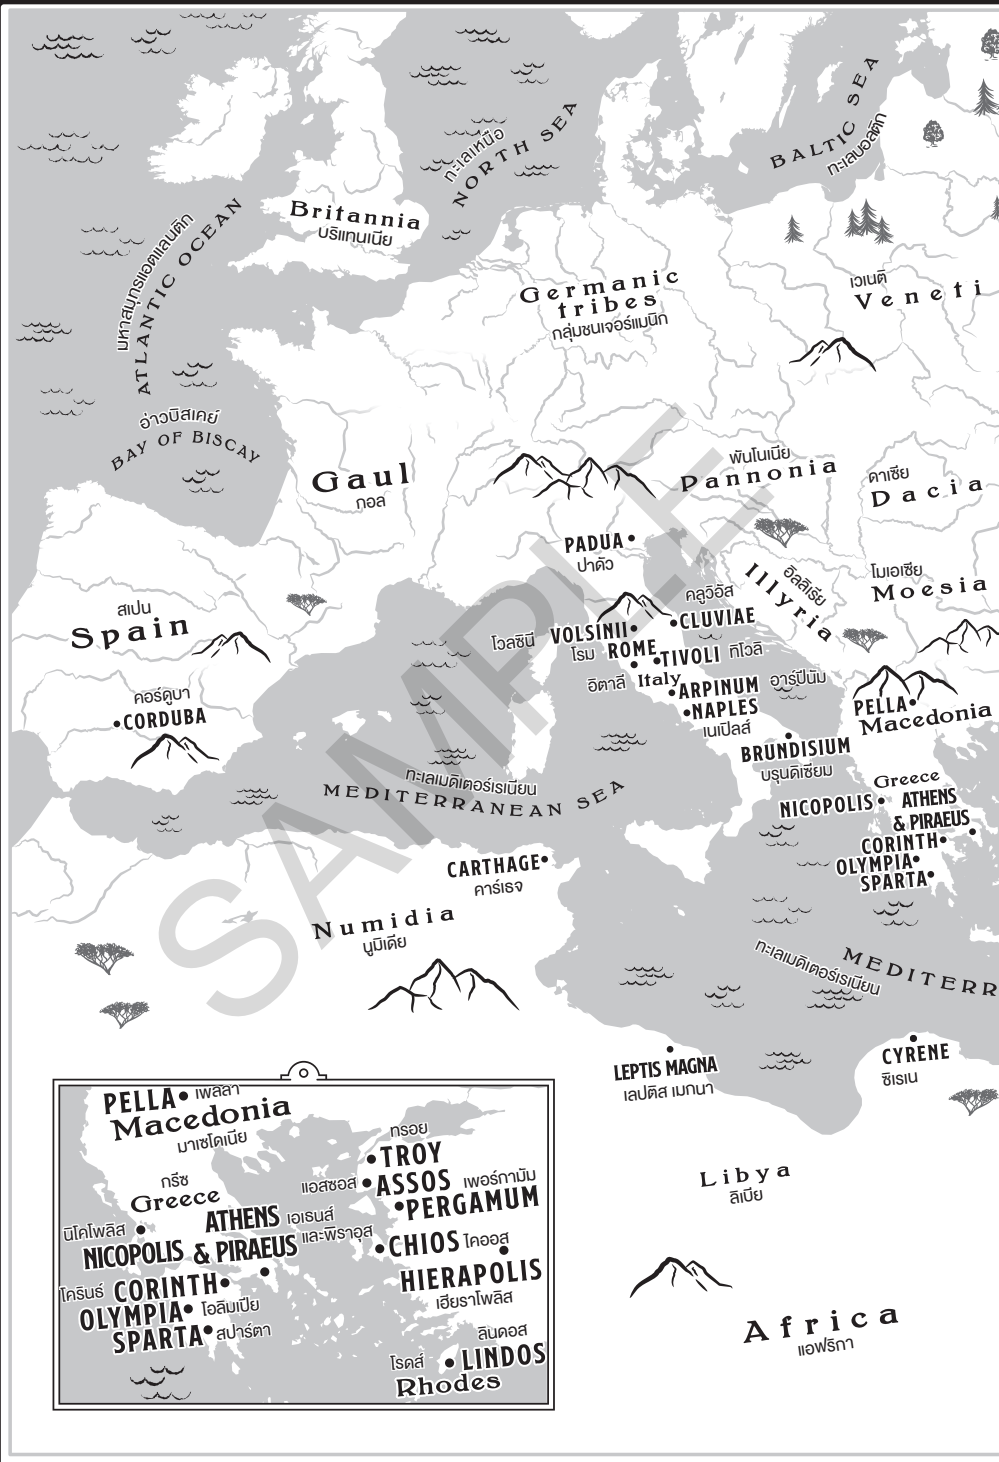 NORTH SEA
ทะเลเหนือ
BALTIC SEA
ทะเลบอลติก
Britannia
บริแทนเนีย
มหาสมุทรแอตแลนติก
ATLANTIC OCEAN
Germanic
tribes
กลุ่มชนเจอร์แมนิก
เวเนติ
Veneti
อ่าวบิสเคย์
BAY OF BISCAY
Gaul
กอล
พันโนเนีย
Pannonia
ดาเซีย
Dacia
PADUA
ปาดัว
อิลลิเรีย
Illyria
โมเอเซีย
Moesia
สเปน
Spain
คลูวิอัส
CLUVIAE
โวลซินี VOLSINII
โรม ROME
TIVOLI ทิโวลี
อิตาลี Italy
ARPINUM อาร์ปีนัม
NAPLES
เนเปิลส์
คอร์ดูบา
CORDUBA
PELLA
Macedonia
BRUNDISIUM
บรุนดิเซียม
ทะเลเมดิเตอร์เรเนียน
MEDITERRANEAN SEA
Greece
NICOPOLIS
ATHENS
& PIRAEUS
CORINTH
OLYMPIA
SPARTA
CARTHAGE
คาร์เธจ
Numidia
นูมิเดีย
ทะเลเมดิเตอร์เรเนียน
MEDITERR
LEPTIS MAGNA
เลปติส เมกนา
CYRENE
ซิเรเน
Libya
ลิเบีย
Africa
แอฟริกา
PELLA เพลลา
Macedonia
มาเซโดเนีย
ทรอย
TROY
แอสซอส ASSOS
เพอร์กามัม
PERGAMUM
กรีซ
Greece
นิโคโพลิส
NICOPOLIS
ATHENS เอเธนส์
& PIRAEUS และพิราอุส
CHIOS ไคออส
HIERAPOLIS
เฮียราโพลิส
โครินธ์ CORINTH
OLYMPIA โอลิมเปีย
SPARTA สปาร์ตา
ลินดอส
LINDOS
โรดส์
Rhodes
SAMPLE